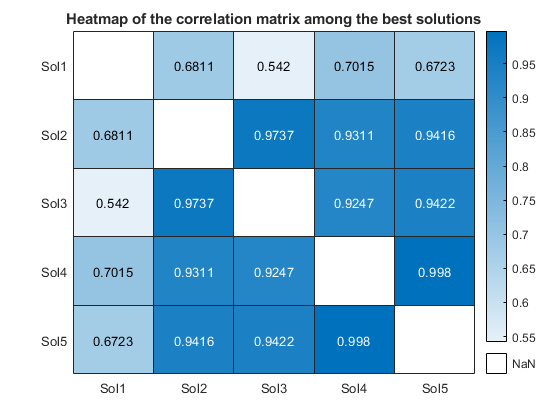 Heatmap of the correlation matrix among the best solutions
Sol1 0.6811 0.542 0.7015 0.6723
Sol2 0.6811 0.9737 0.9311 0.9416
Sol3 0.542 0.9737 0.9247 0.9422
Sol4 0.7015 0.9311 0.9247 0.998
Sol5 0.6723 0.9416 0.9422 0.998
Sol1 Sol2 Sol3 Sol4 Sol5
0.95
0.9
0.85
0.8
0.75
0.7
0.65
0.6
0.55
NaN